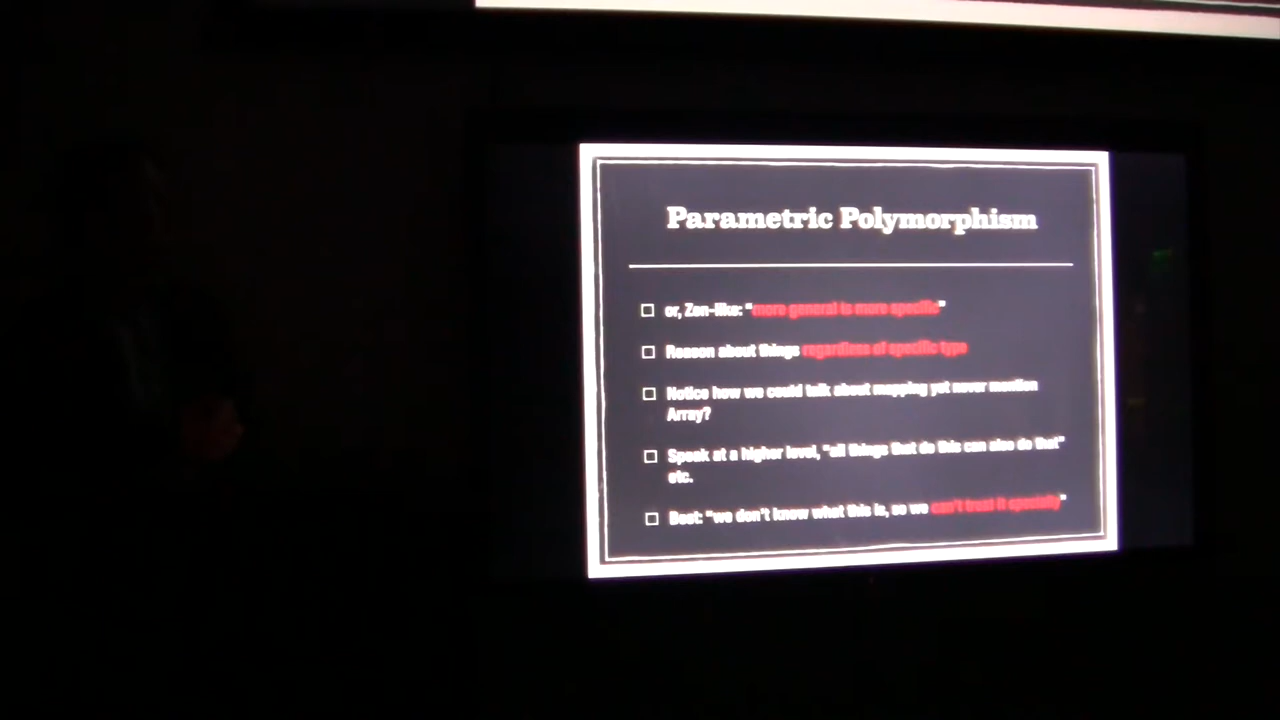 Parametric Polymorphism
or, Zen-like: “more general is more specific”
Reason about things regardless of specific type
Notice how we could talk about mapping yet never mention
Array?
Speak at a higher level, “all things that do this can also do that”
etc.
Best: “we don’t know what this is, so we can’t treat it specially”